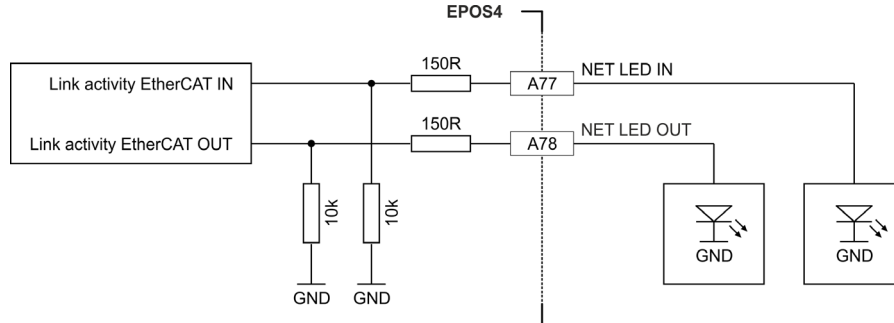 EPOS4
150R
NET LED IN
Link activity EtherCAT IN
A77
150R
NET LED OUT
Link activity EtherCAT OUT
A78
10k
10k
GND
GND
GND
GND